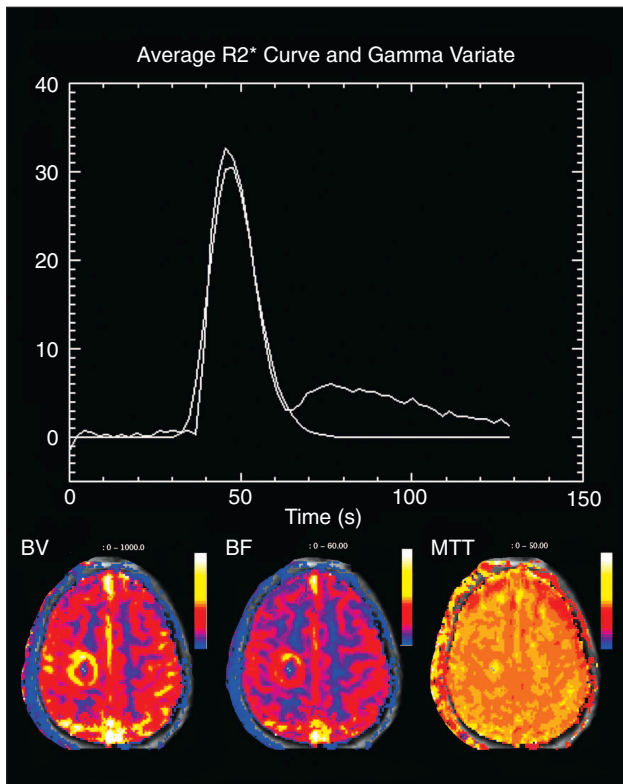 Average R2* Curve and Gamma Variate
40
30
20
10
0
0 50 100 150
Time (s)
BV : 0 - 1000.0
BF : 0 - 60.00
MTT : 0 - 50.00